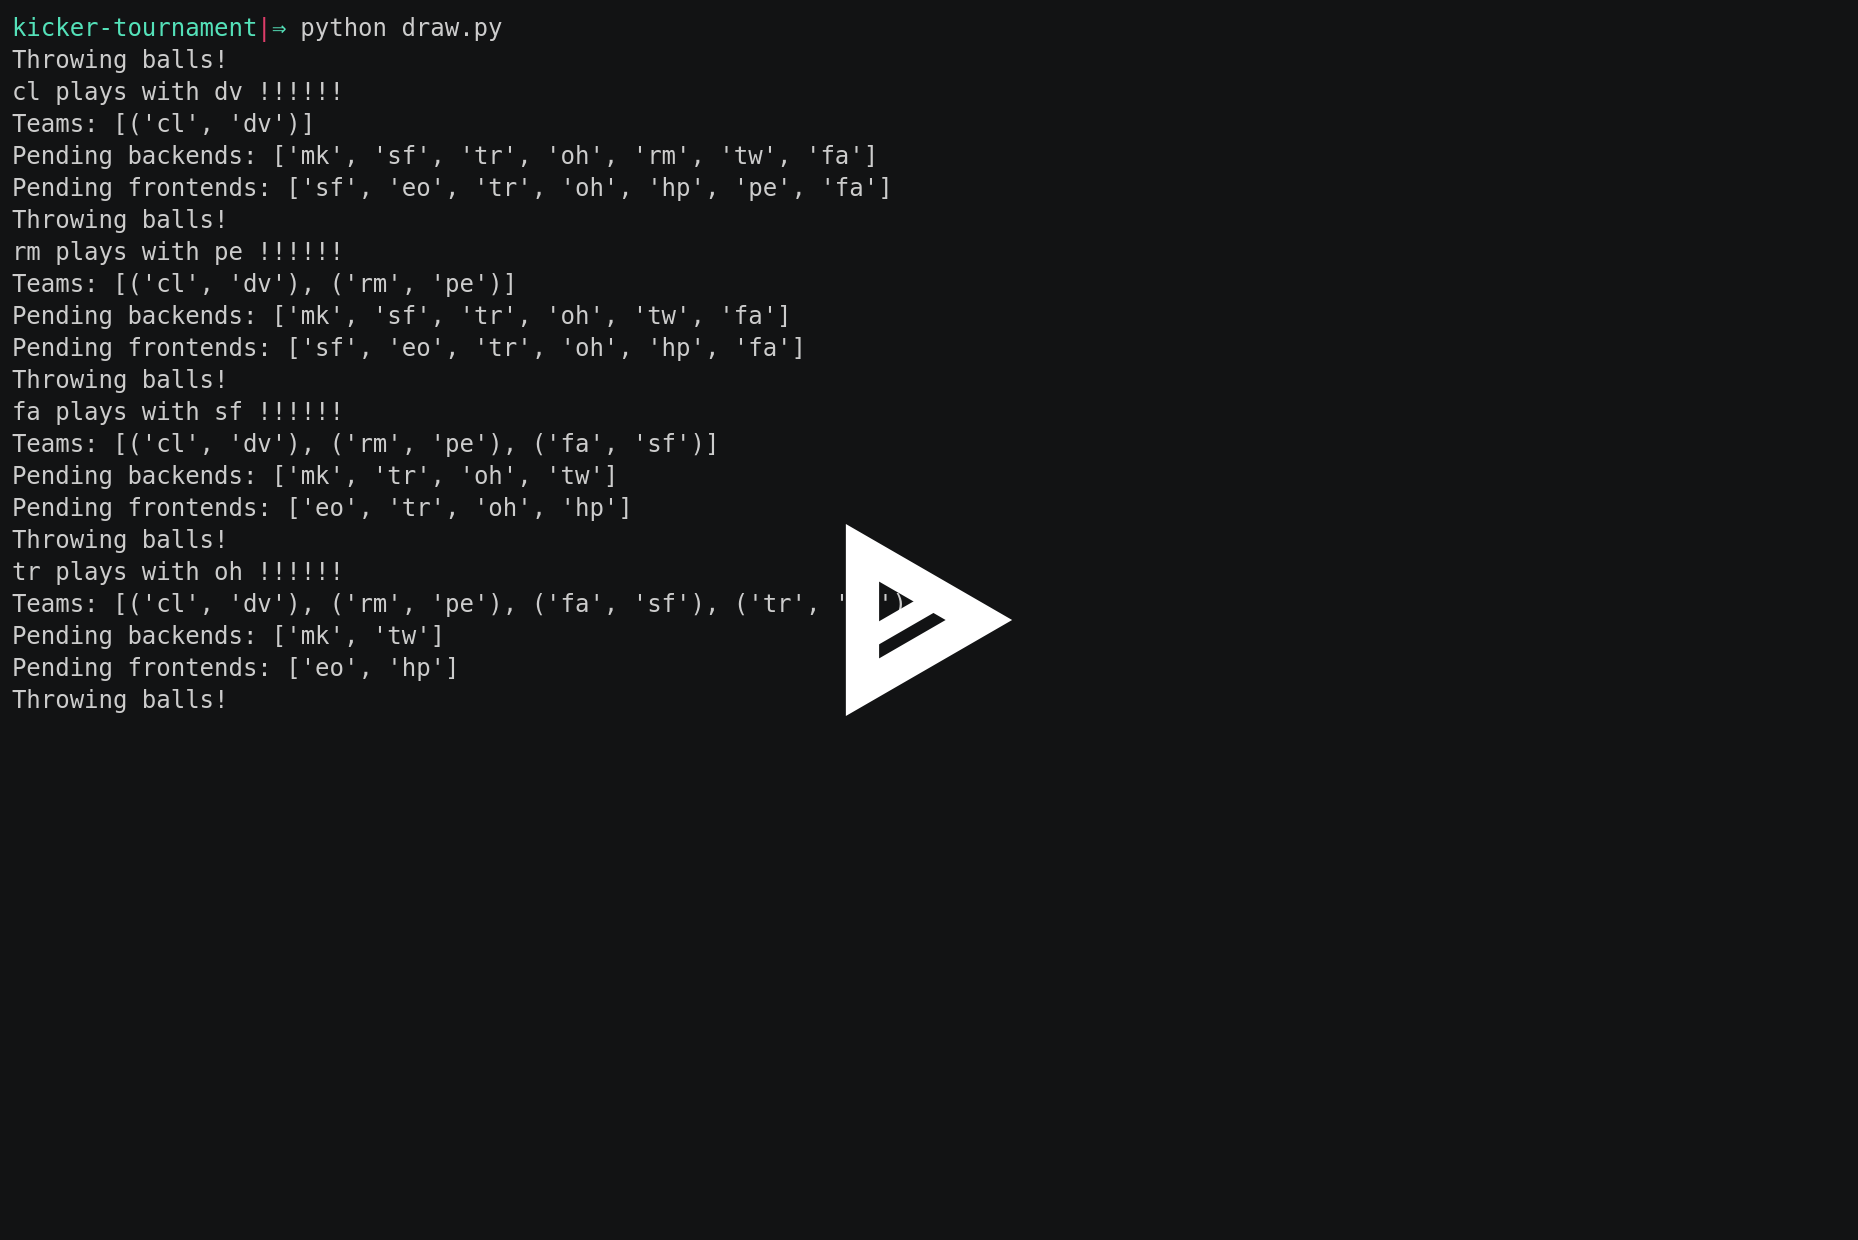 kicker-tournament|⇒ python draw.py
Throwing balls!
cl plays with dv !!!!!!
Teams: [('cl', 'dv')]
Pending backends: ['mk', 'sf', 'tr', 'oh', 'rm', 'tw', 'fa']
Pending frontends: ['sf', 'eo', 'tr', 'oh', 'hp', 'pe', 'fa']
Throwing balls!
rm plays with pe !!!!!!
Teams: [('cl', 'dv'), ('rm', 'pe')]
Pending backends: ['mk', 'sf', 'tr', 'oh', 'tw', 'fa']
Pending frontends: ['sf', 'eo', 'tr', 'oh', 'hp', 'fa']
Throwing balls!
fa plays with sf !!!!!!
Teams: [('cl', 'dv'), ('rm', 'pe'), ('fa', 'sf')]
Pending backends: ['mk', 'tr', 'oh', 'tw']
Pending frontends: ['eo', 'tr', 'oh', 'hp']
Throwing balls!
tr plays with oh !!!!!!
Teams: [('cl', 'dv'), ('rm', 'pe'), ('fa', 'sf'), ('tr',
Pending backends: ['mk', 'tw']
Pending frontends: ['eo', 'hp']
Throwing balls!